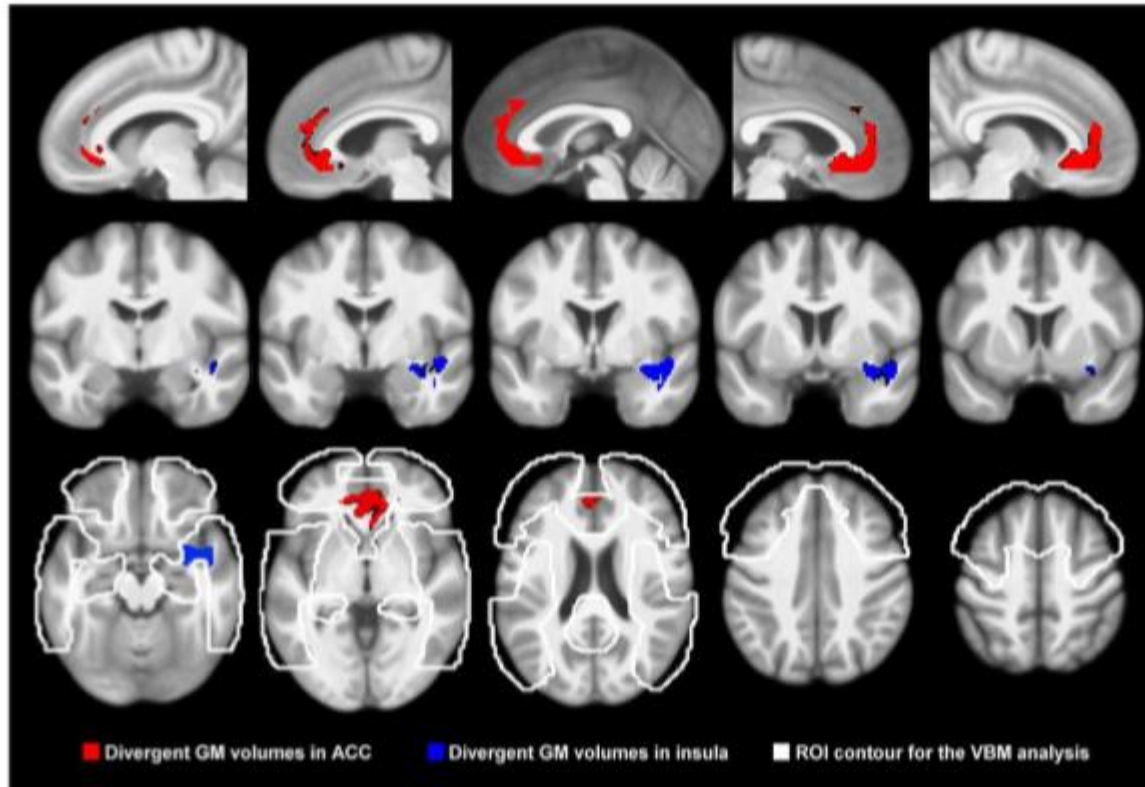 Divergent GM volumes in ACC Divergent GM volumes in insula ROI contour for the VBM analysis